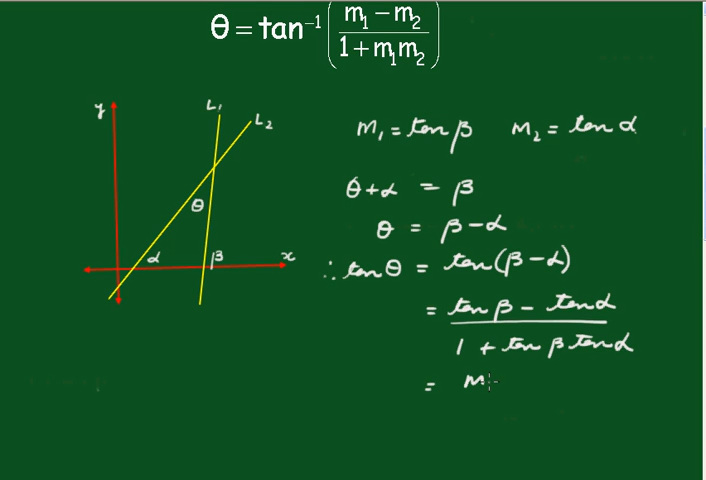 θ = tan⁻¹ ( m₁ − m₂ / 1 + m₁m₂ )
y
L₁
L₂
θ
α
β
x
m₁ = tan β   m₂ = tan α
θ + α = β
θ = β − α
∴ tan θ = tan(β − α)
= tan β − tan α
1 + tan β tan α
= m